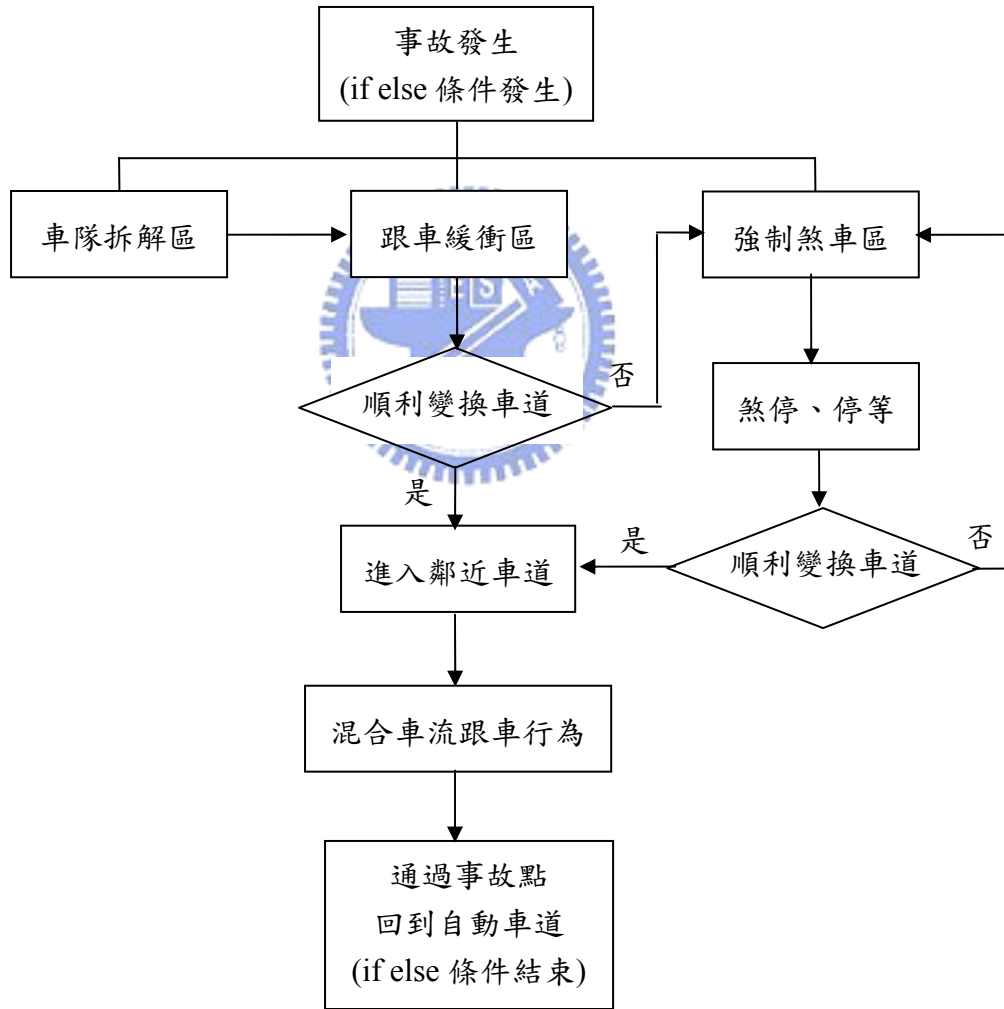 事故發生
(if else 條件發生)
車隊拆解區
跟車緩衝區
強制煞車區
順利變換車道
否
煞停、停等
是
進入鄰近車道
是
順利變換車道
否
混合車流跟車行為
通過事故點
回到自動車道
(if else 條件結束)